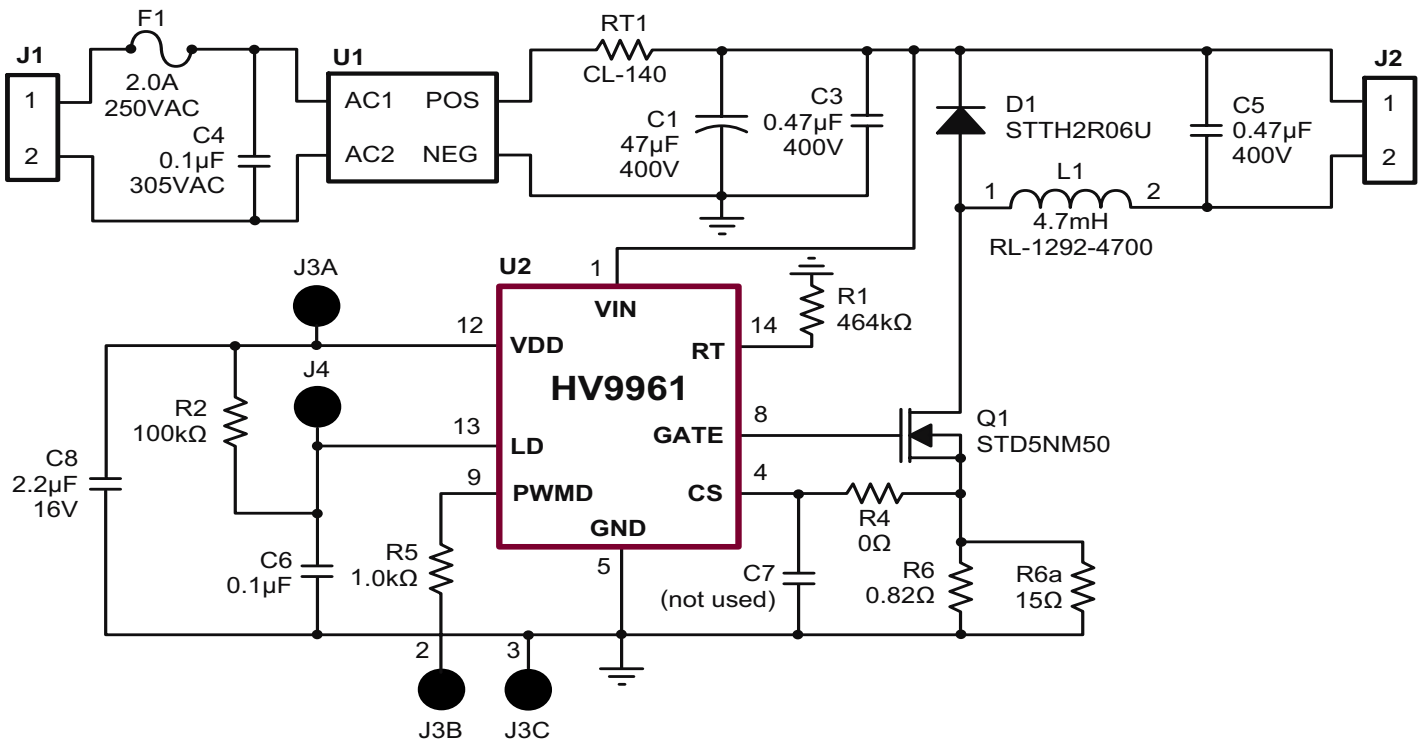 F1
2.0A
250VAC
J1
1
2
C4
0.1µF
305VAC
U1
AC1
POS
AC2
NEG
RT1
CL-140
C1
47µF
400V
C3
0.47µF
400V
D1
STTH2R06U
C5
0.47µF
400V
J2
1
2
1
L1
2
4.7mH
RL-1292-4700
J3A
U2
1
VIN
12
VDD
RT
14
R1
464kΩ
HV9961
J4
R2
100kΩ
13
LD
GATE
8
Q1
STD5NM50
C8
2.2µF
16V
9
PWMD
CS
4
R4
0Ω
GND
5
C6
0.1µF
R5
1.0kΩ
C7
(not used)
R6
0.82Ω
R6a
15Ω
2
3
J3B
J3C